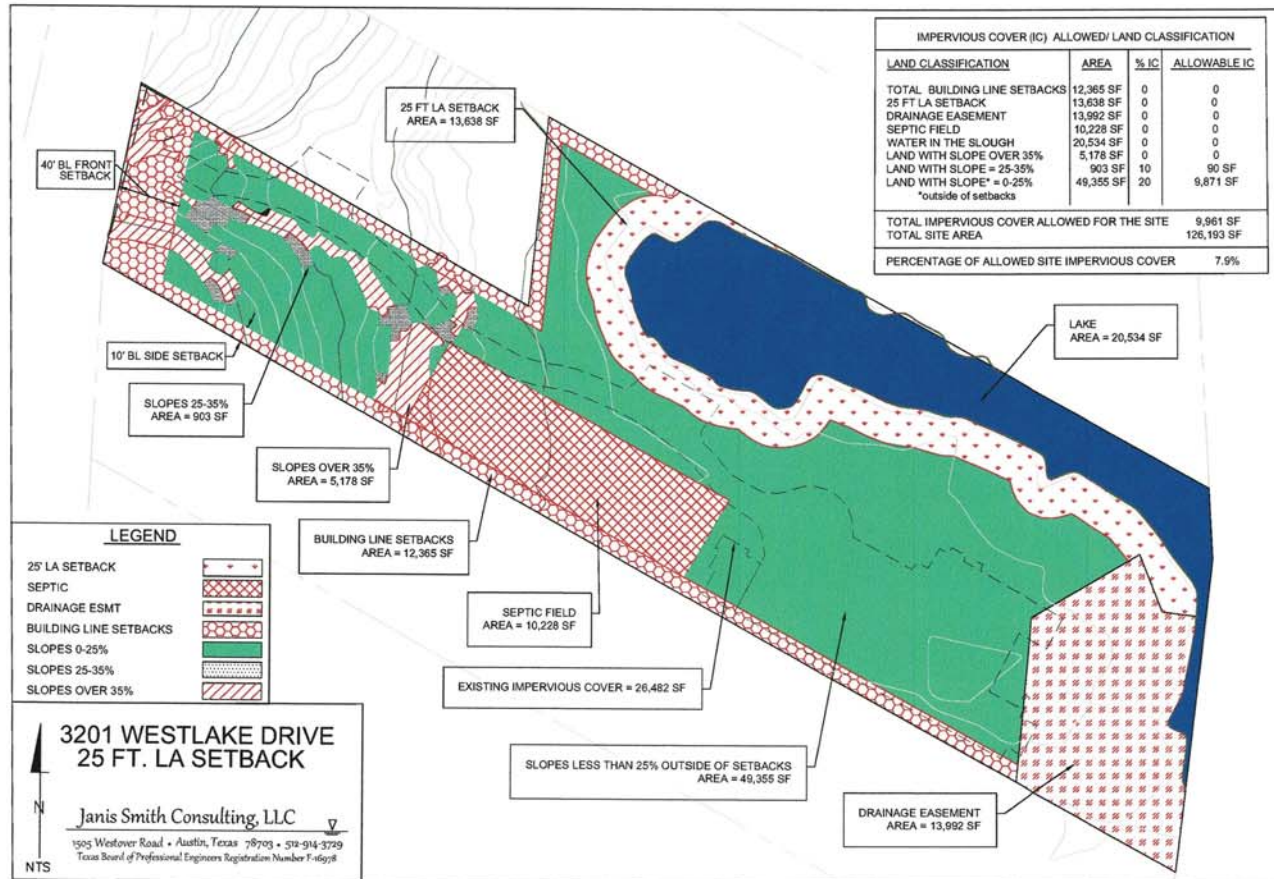 IMPERVIOUS COVER (IC) ALLOWED/ LAND CLASSIFICATION
LAND CLASSIFICATION AREA % IC ALLOWABLE IC
TOTAL BUILDING LINE SETBACKS 12,365 SF 0 0
25 FT LA SETBACK 13,638 SF 0 0
DRAINAGE EASEMENT 13,992 SF 0 0
SEPTIC FIELD 10,228 SF 0 0
WATER IN THE SLOUGH 20,534 SF 0 0
LAND WITH SLOPE OVER 35% 5,178 SF 0 0
LAND WITH SLOPE = 25-35% 903 SF 10 90 SF
LAND WITH SLOPE* = 0-25% 49,355 SF 20 9,871 SF
*outside of setbacks
TOTAL IMPERVIOUS COVER ALLOWED FOR THE SITE 9,961 SF
TOTAL SITE AREA 126,193 SF
PERCENTAGE OF ALLOWED SITE IMPERVIOUS COVER 7.9%
25 FT LA SETBACK
AREA = 13,638 SF
40' BL FRONT
SETBACK
LAKE
AREA = 20,534 SF
10' BL SIDE SETBACK
SLOPES 25-35%
AREA = 903 SF
SLOPES OVER 35%
AREA = 5,178 SF
BUILDING LINE SETBACKS
AREA = 12,365 SF
SEPTIC FIELD
AREA = 10,228 SF
EXISTING IMPERVIOUS COVER = 26,482 SF
SLOPES LESS THAN 25% OUTSIDE OF SETBACKS
AREA = 49,355 SF
DRAINAGE EASEMENT
AREA = 13,992 SF
LEGEND
25' LA SETBACK
SEPTIC
DRAINAGE ESMT
BUILDING LINE SETBACKS
SLOPES 0-25%
SLOPES 25-35%
SLOPES OVER 35%
3201 WESTLAKE DRIVE
25 FT. LA SETBACK
N
NTS
Janis Smith Consulting, LLC
1505 Westover Road • Austin, Texas 78703 • 512-914-3729
Texas Board of Professional Engineers Registration Number F-16978